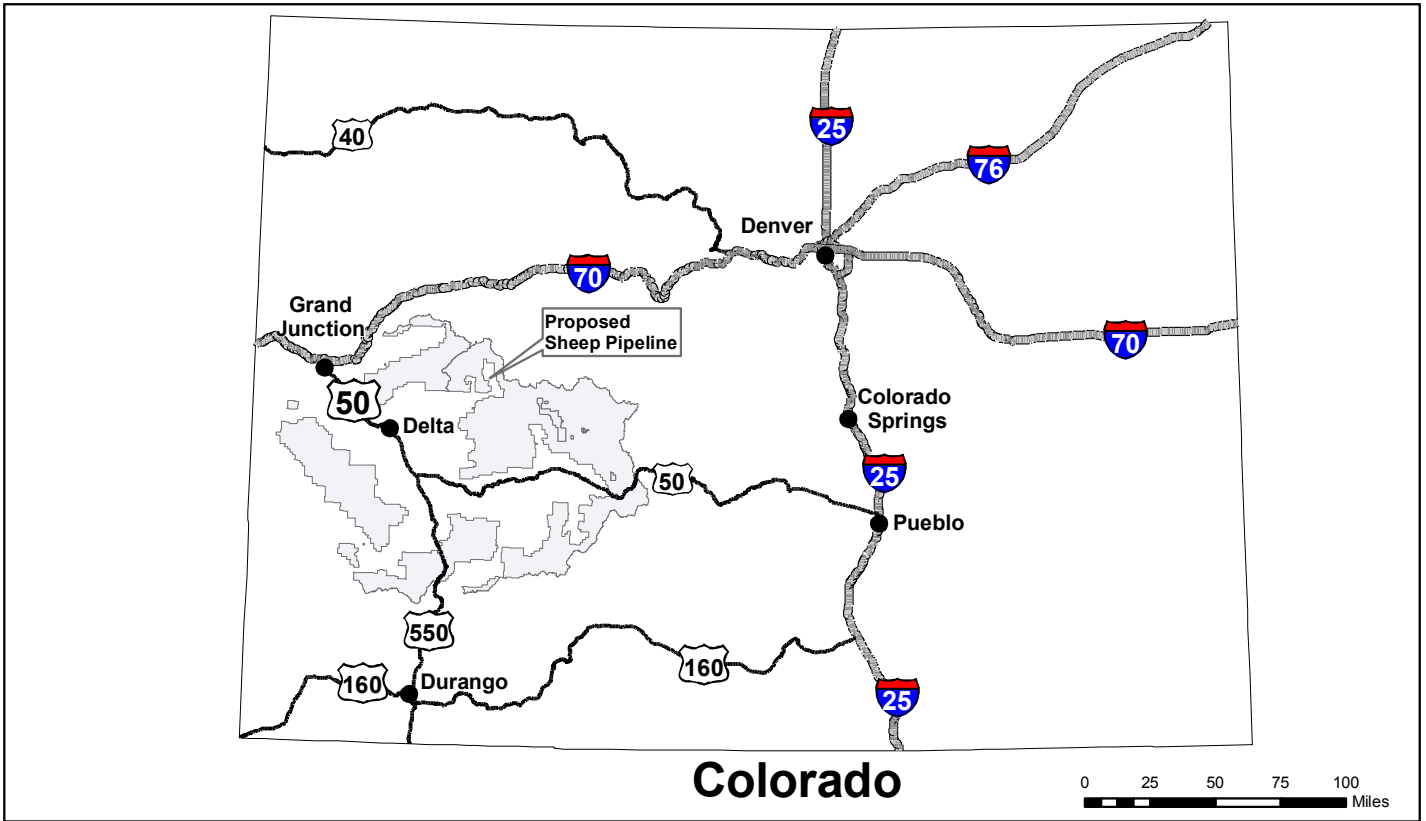 25
40
76
Denver
70
Grand
Junction
Proposed
Sheep Pipeline
70
50
Colorado
Springs
Delta
25
50
Pueblo
550
160
160
Durango
25
Colorado
0 25 50 75 100
Miles